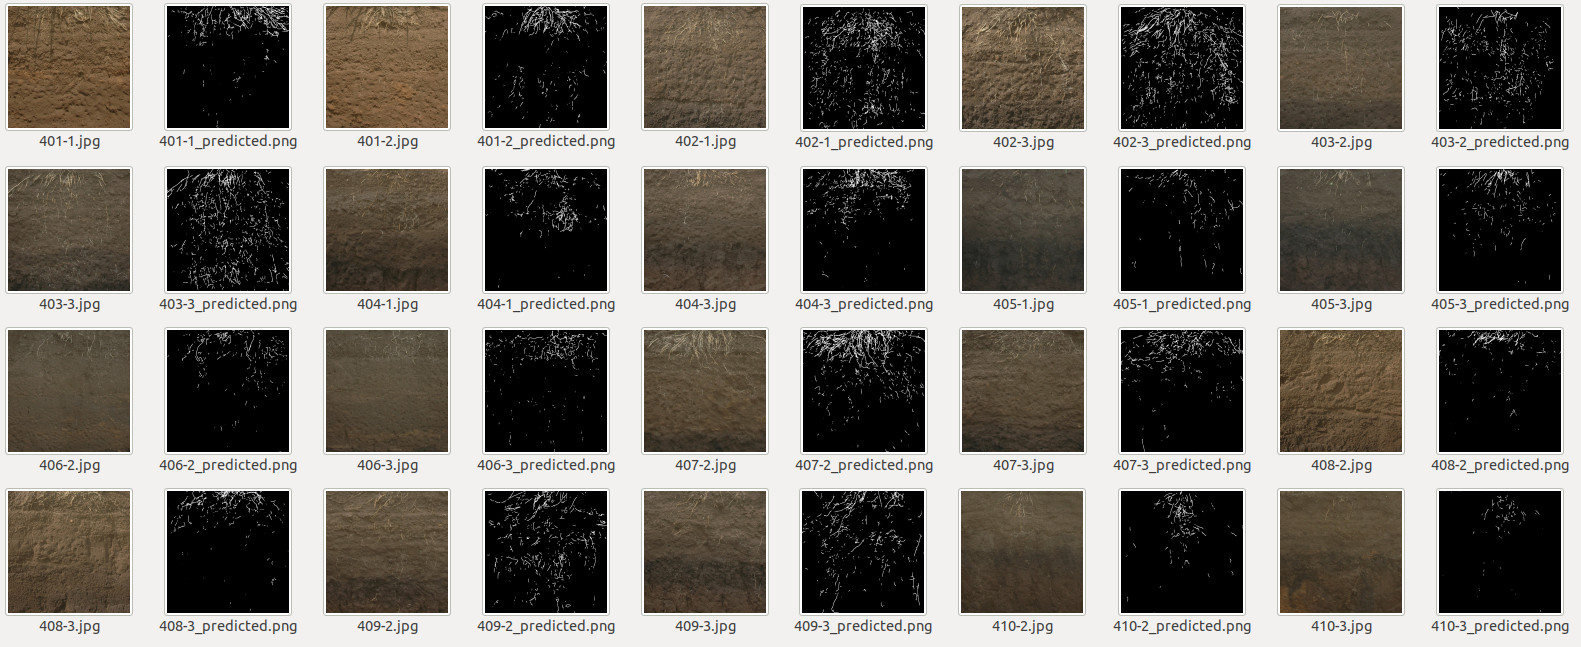 401-1.jpg 401-1_predicted.png 401-2.jpg 401-2_predicted.png 402-1.jpg 402-1_predicted.png 402-3.jpg 402-3_predicted.png 403-2.jpg 403-2_predicted.png
403-3.jpg 403-3_predicted.png 404-1.jpg 404-1_predicted.png 404-3.jpg 404-3_predicted.png 405-1.jpg 405-1_predicted.png 405-3.jpg 405-3_predicted.png
406-2.jpg 406-2_predicted.png 406-3.jpg 406-3_predicted.png 407-2.jpg 407-2_predicted.png 407-3.jpg 407-3_predicted.png 408-2.jpg 408-2_predicted.png
408-3.jpg 408-3_predicted.png 409-2.jpg 409-2_predicted.png 409-3.jpg 409-3_predicted.png 410-2.jpg 410-2_predicted.png 410-3.jpg 410-3_predicted.png